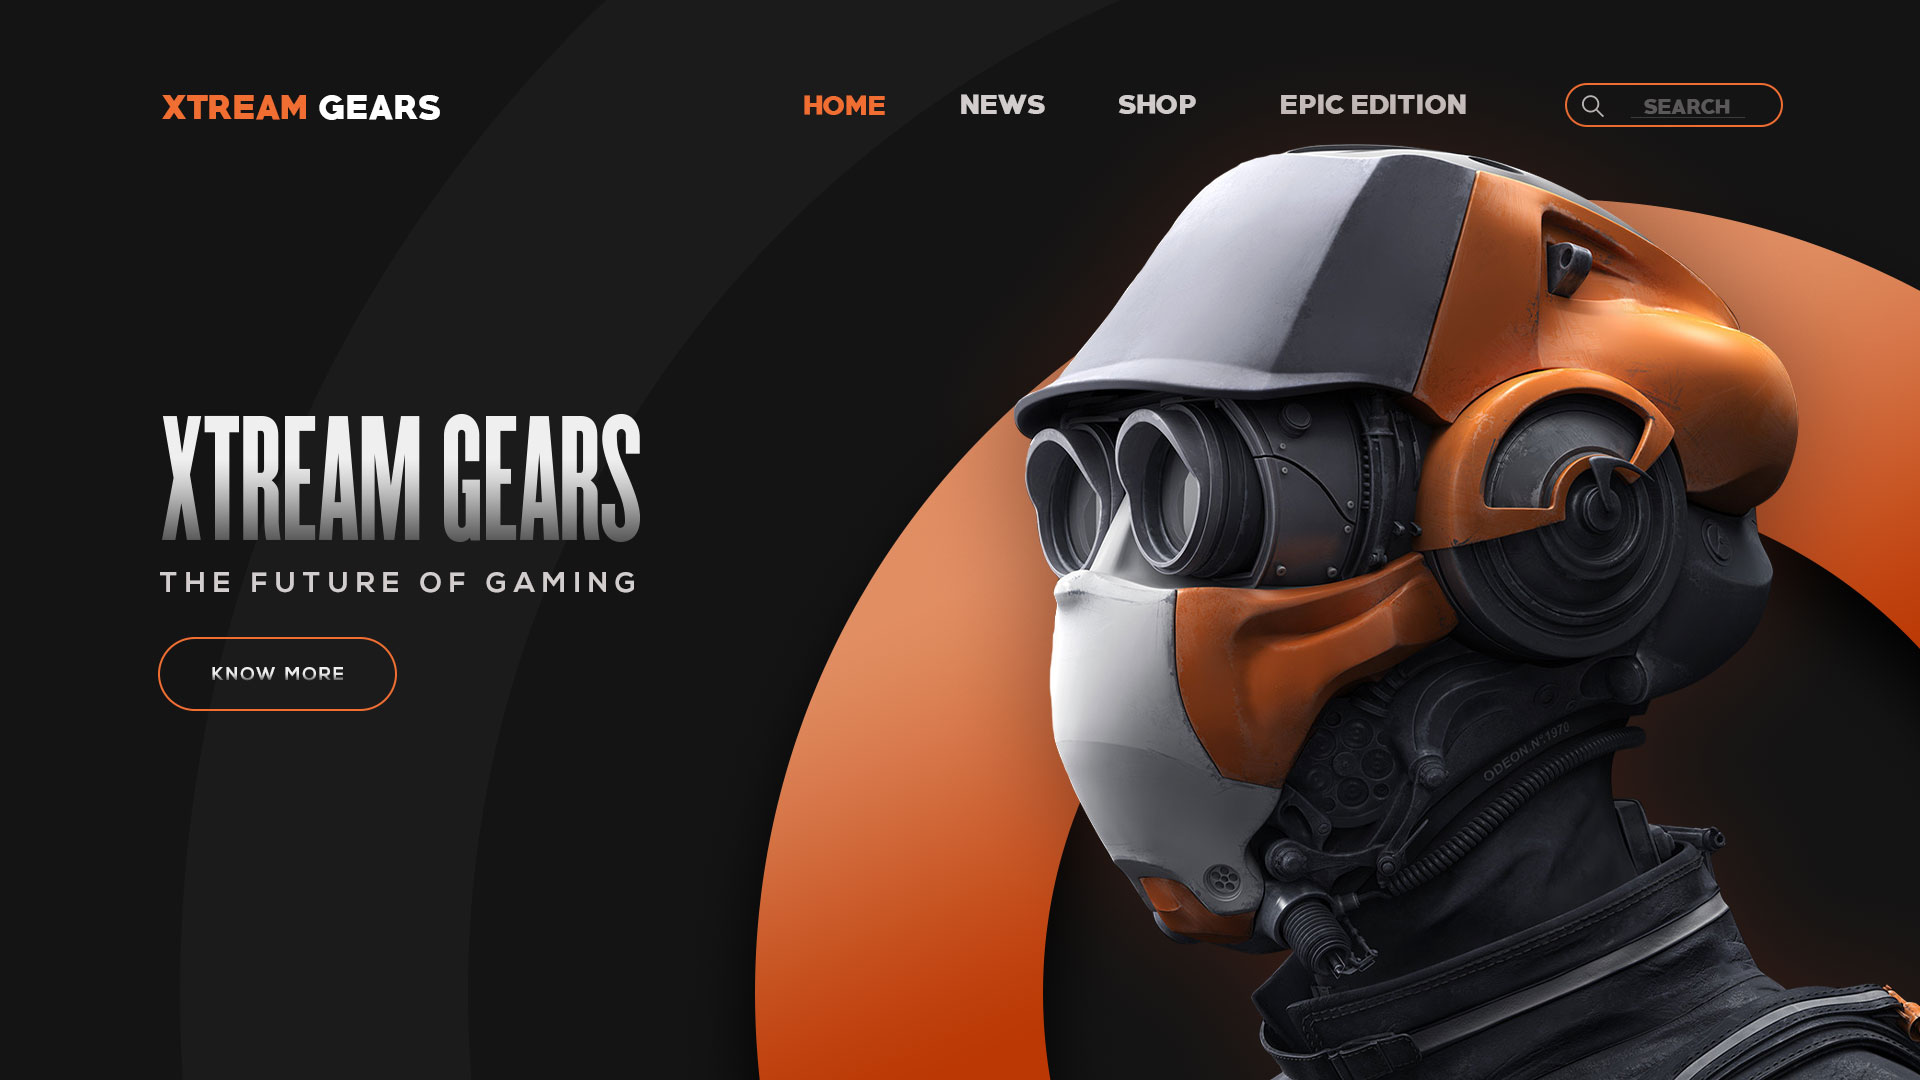 XTREAM GEARS
HOME NEWS SHOP EPIC EDITION SEARCH
XTREAM GEARS
THE FUTURE OF GAMING
KNOW MORE
ODEON.N°.1970